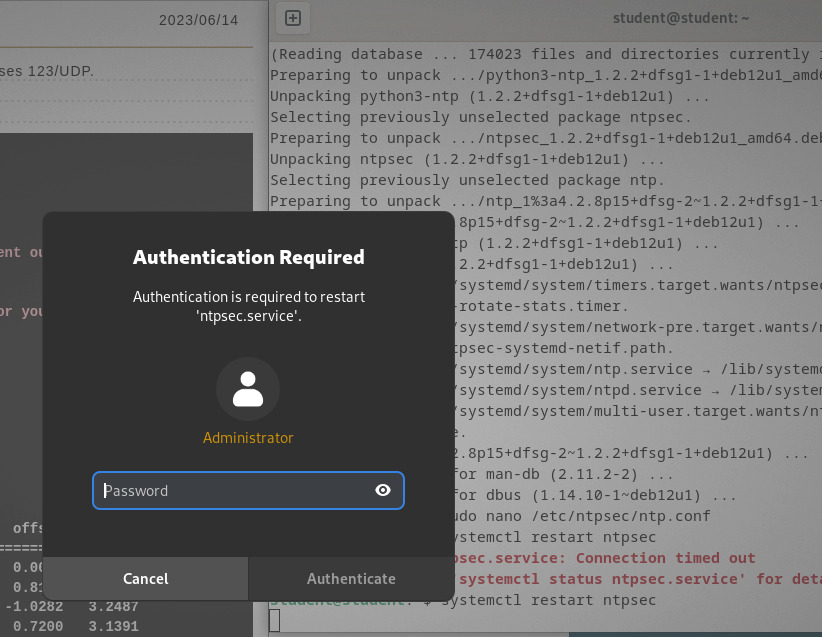 2023/06/14
ses 123/UDP.
ent
or you
offs
0.7200 3.1391
-1.0282 3.2487
student@student: ~
(Reading database ... 174023 files and directories currently
Preparing to unpack .../python3-ntp_1.2.2+dfsg1-1+deb12u1_amd6
Unpacking python3-ntp (1.2.2+dfsg1-1+deb12u1) ...
Selecting previously unselected package ntpsec.
Preparing to unpack .../ntpsec_1.2.2+dfsg1-1+deb12u1_amd64.deb
Unpacking ntpsec (1.2.2+dfsg1-1+deb12u1) ...
Selecting previously unselected package ntp.
Preparing to unpack .../ntp_1%3a4.2.8p15+dfsg-2~1.2.2+dfsg1-1+
8p15+dfsg-2~1.2.2+dfsg1-1+deb12u1) ...
tp (1.2.2+dfsg1-1+deb12u1) ...
.2.2+dfsg1-1+deb12u1) ...
/systemd/system/timers.target.wants/ntpsec
-rotate-stats.timer.
/systemd/system/network-pre.target.wants/n
tpsec-systemd-netif.path.
/systemd/system/ntp.service → /lib/systemd
/systemd/system/ntpd.service → /lib/system
/systemd/system/multi-user.target.wants/nt
e.
2.8p15+dfsg-2~1.2.2+dfsg1-1+deb12u1) ...
for man-db (2.11.2-2) ...
for dbus (1.14.10-1~deb12u1) ...
udo nano /etc/ntpsec/ntp.conf
ystemctl restart ntpsec
psec.service: Connection timed out
'systemctl status ntpsec.service' for deta
student@student: $ systemctl restart ntpsec
Authentication Required
Authentication is required to restart
'ntpsec.service'.
Administrator
Password
Cancel
Authenticate